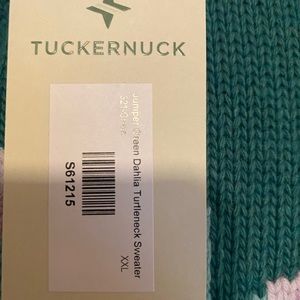 TUCKERNUCK
Jumper Green Dahlia Turtleneck Sweater
XXL
S61215